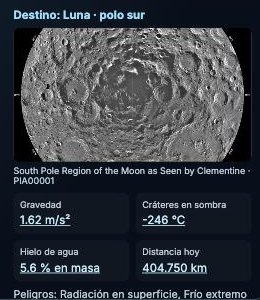 Destino: Luna · polo sur
South Pole Region of the Moon as Seen by Clementine ·
PIA00001
Gravedad
1.62 m/s²
Cráteres en sombra
-246 °C
Hielo de agua
5.6 % en masa
Distancia hoy
404.750 km
Peligros: Radiación en superficie, Frío extremo